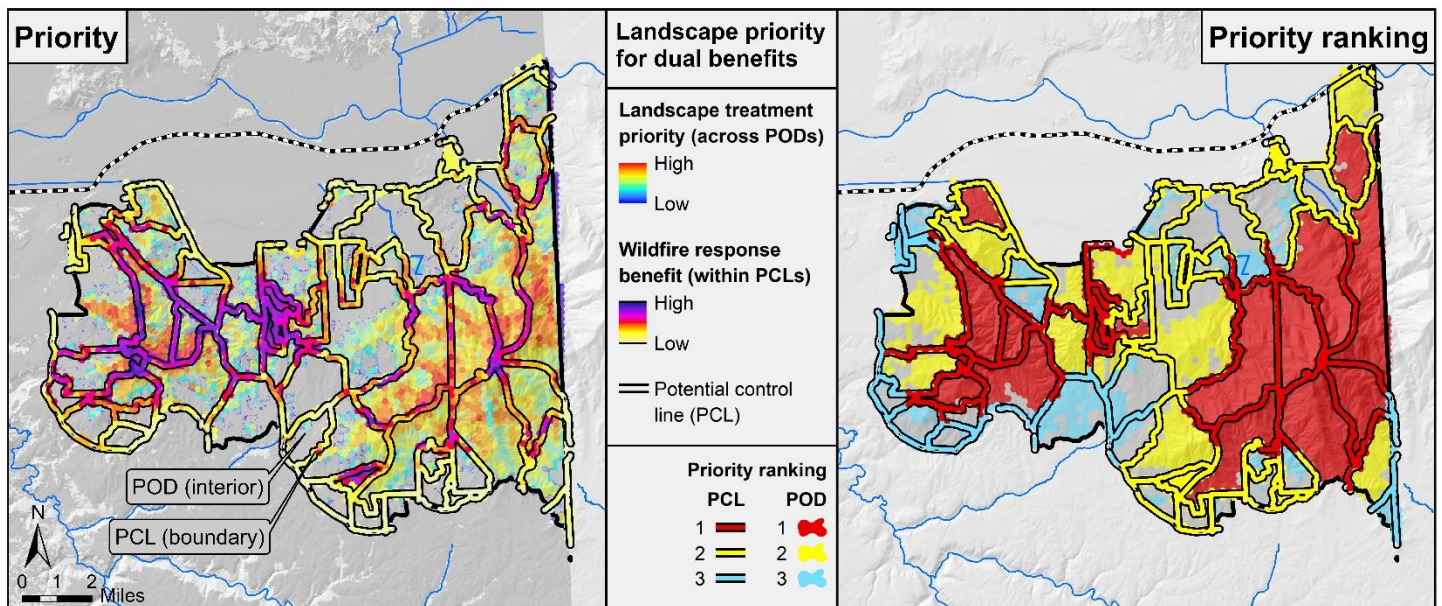 Priority
POD (interior)
PCL (boundary)
N
0 1 2
Miles
Landscape priority
for dual benefits
Landscape treatment
priority (across PODs)
High
Low
Wildfire response
benefit (within PCLs)
High
Low
Potential control
line (PCL)
Priority ranking
PCL POD
1 1
2 2
3 3
Priority ranking